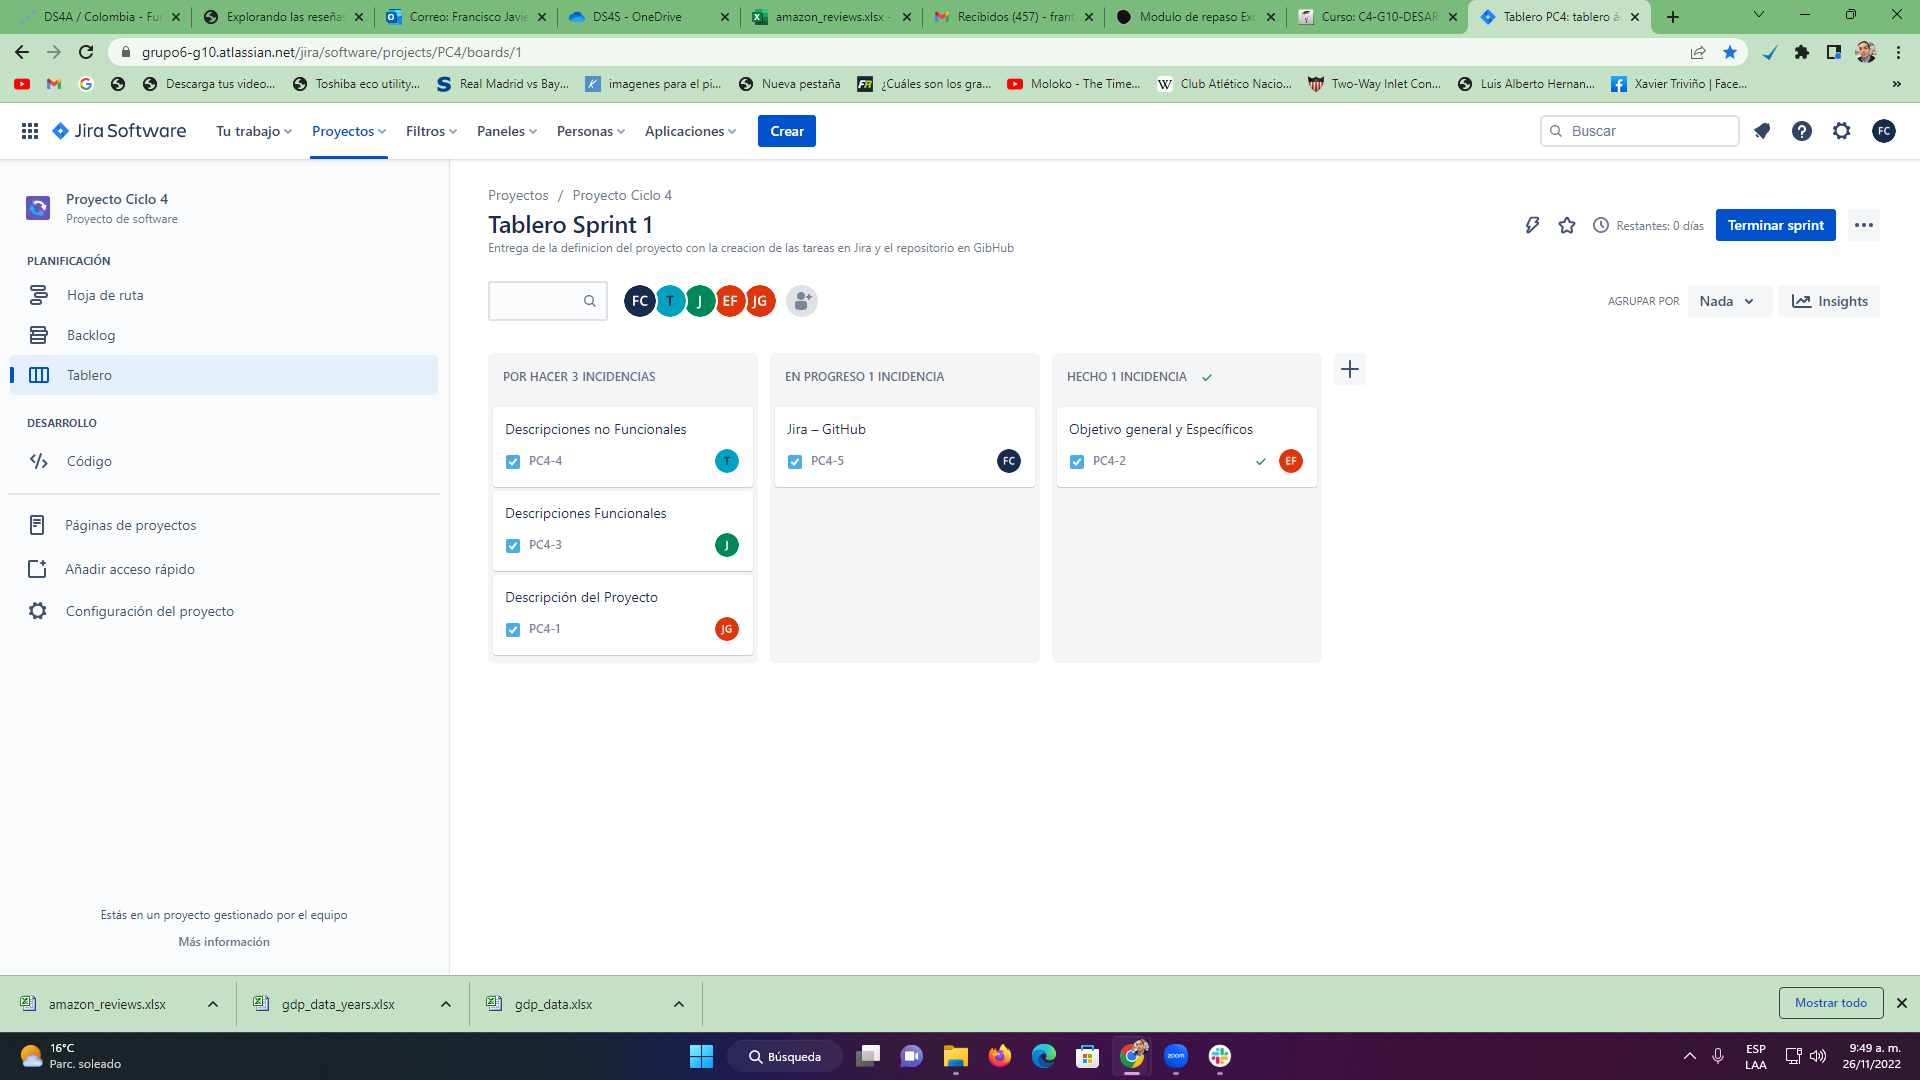 DS4A / Colombia - Fu
Explorando las reseñas
Correo: Francisco Javie
DS4S - OneDrive
amazon_reviews.xlsx -
Recibidos (457) - frant
Modulo de repaso Exc
Curso: C4-G10-DESAR
Tablero PC4: tablero á
grupo6-g10.atlassian.net/jira/software/projects/PC4/boards/1
Descarga tus video...
Toshiba eco utility...
Real Madrid vs Bay...
imagenes para el pi...
Nueva pestaña
¿Cuáles son los gra...
Moloko - The Time...
Club Atlético Nacio...
Two-Way Inlet Con...
Luis Alberto Hernan...
Xavier Triviño | Face...
Jira Software
Tu trabajo
Proyectos
Filtros
Paneles
Personas
Aplicaciones
Crear
Buscar
FC
Proyecto Ciclo 4
Proyecto de software
PLANIFICACIÓN
Hoja de ruta
Backlog
Tablero
DESARROLLO
Código
Páginas de proyectos
Añadir acceso rápido
Configuración del proyecto
Estás en un proyecto gestionado por el equipo
Más información
Proyectos / Proyecto Ciclo 4
Tablero Sprint 1
Entrega de la definicion del proyecto con la creacion de las tareas en Jira y el repositorio en GibHub
Restantes: 0 días
Terminar sprint
FC T J EF JG
AGRUPAR POR
Nada
Insights
POR HACER 3 INCIDENCIAS
Descripciones no Funcionales
PC4-4 T
Descripciones Funcionales
PC4-3 J
Descripción del Proyecto
PC4-1 JG
EN PROGRESO 1 INCIDENCIA
Jira – GitHub
PC4-5 FC
HECHO 1 INCIDENCIA
Objetivo general y Específicos
PC4-2 EF
amazon_reviews.xlsx
gdp_data_years.xlsx
gdp_data.xlsx
Mostrar todo
16°C
Parc. soleado
Búsqueda
zoom
ESP
LAA
9:49 a. m.
26/11/2022